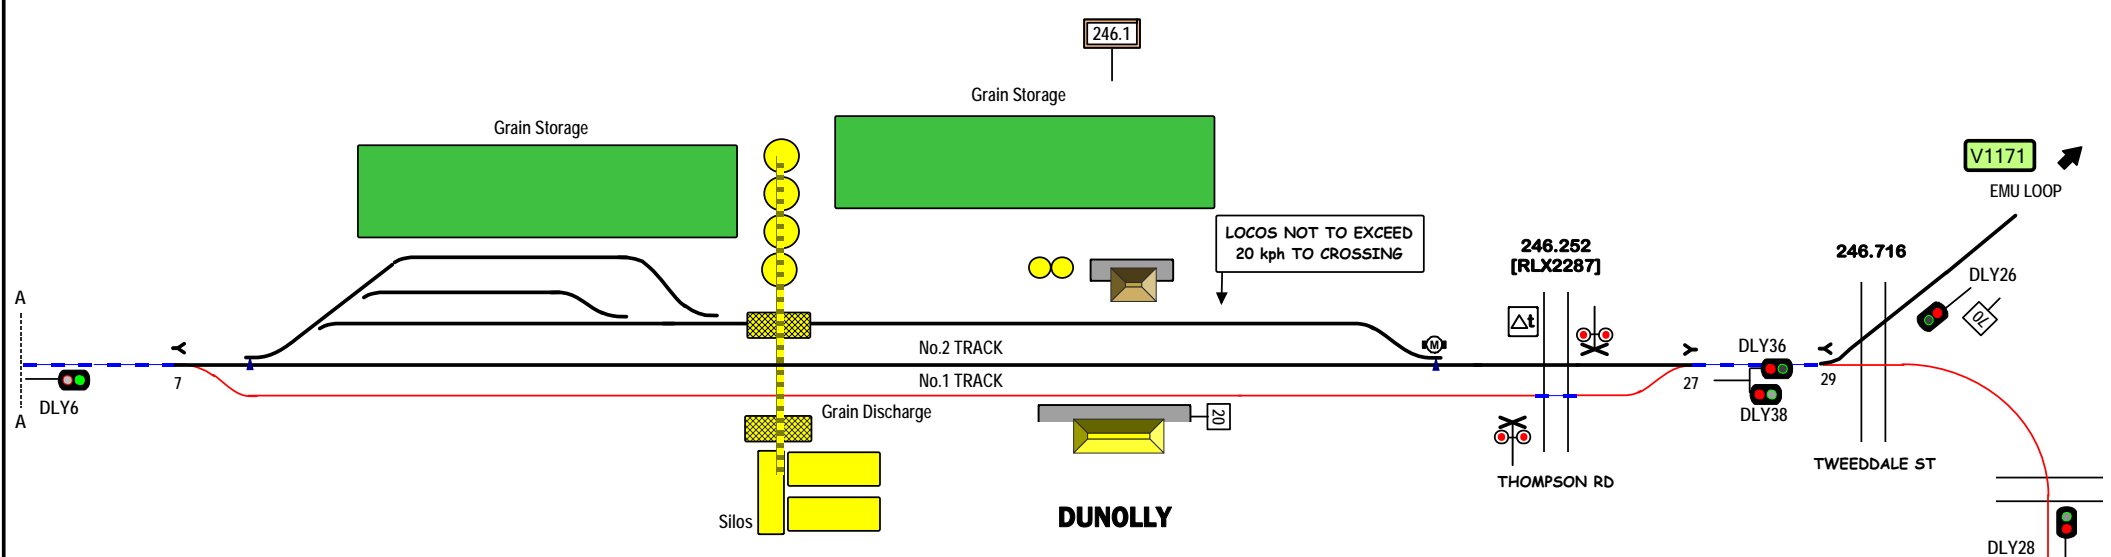 246.1
Grain Storage
Grain Storage
V1171
EMU LOOP
LOCOS NOT TO EXCEED
20 kph TO CROSSING
246.252
[RLX2287]
246.716
DLY26
70
A
Δt
M
No.2 TRACK
DLY36
7
No.1 TRACK
27
29
DLY6
A
Grain Discharge
20
DLY38
TWEEDDALE ST
THOMPSON RD
Silos
DUNOLLY
DLY28